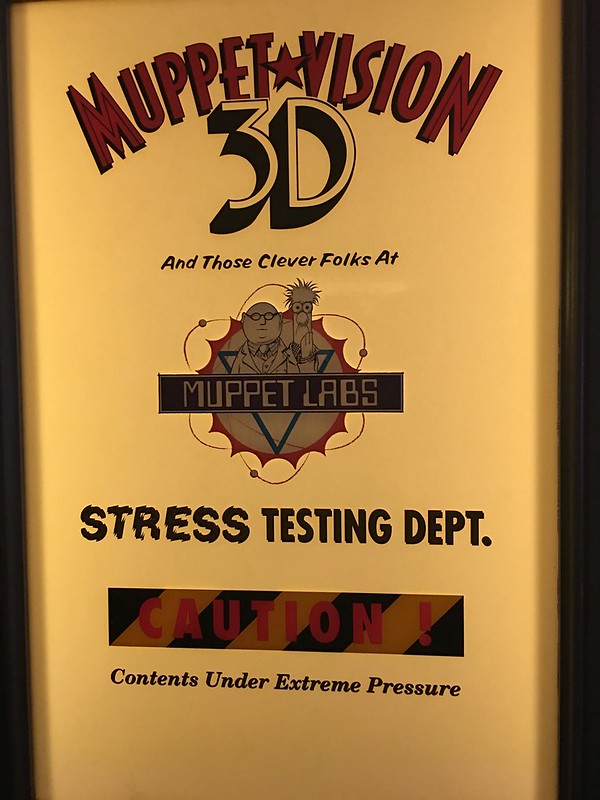 MUPPET★VISION
3D
And Those Clever Folks At
MUPPET LABS
STRESS TESTING DEPT.
CAUTION !
Contents Under Extreme Pressure